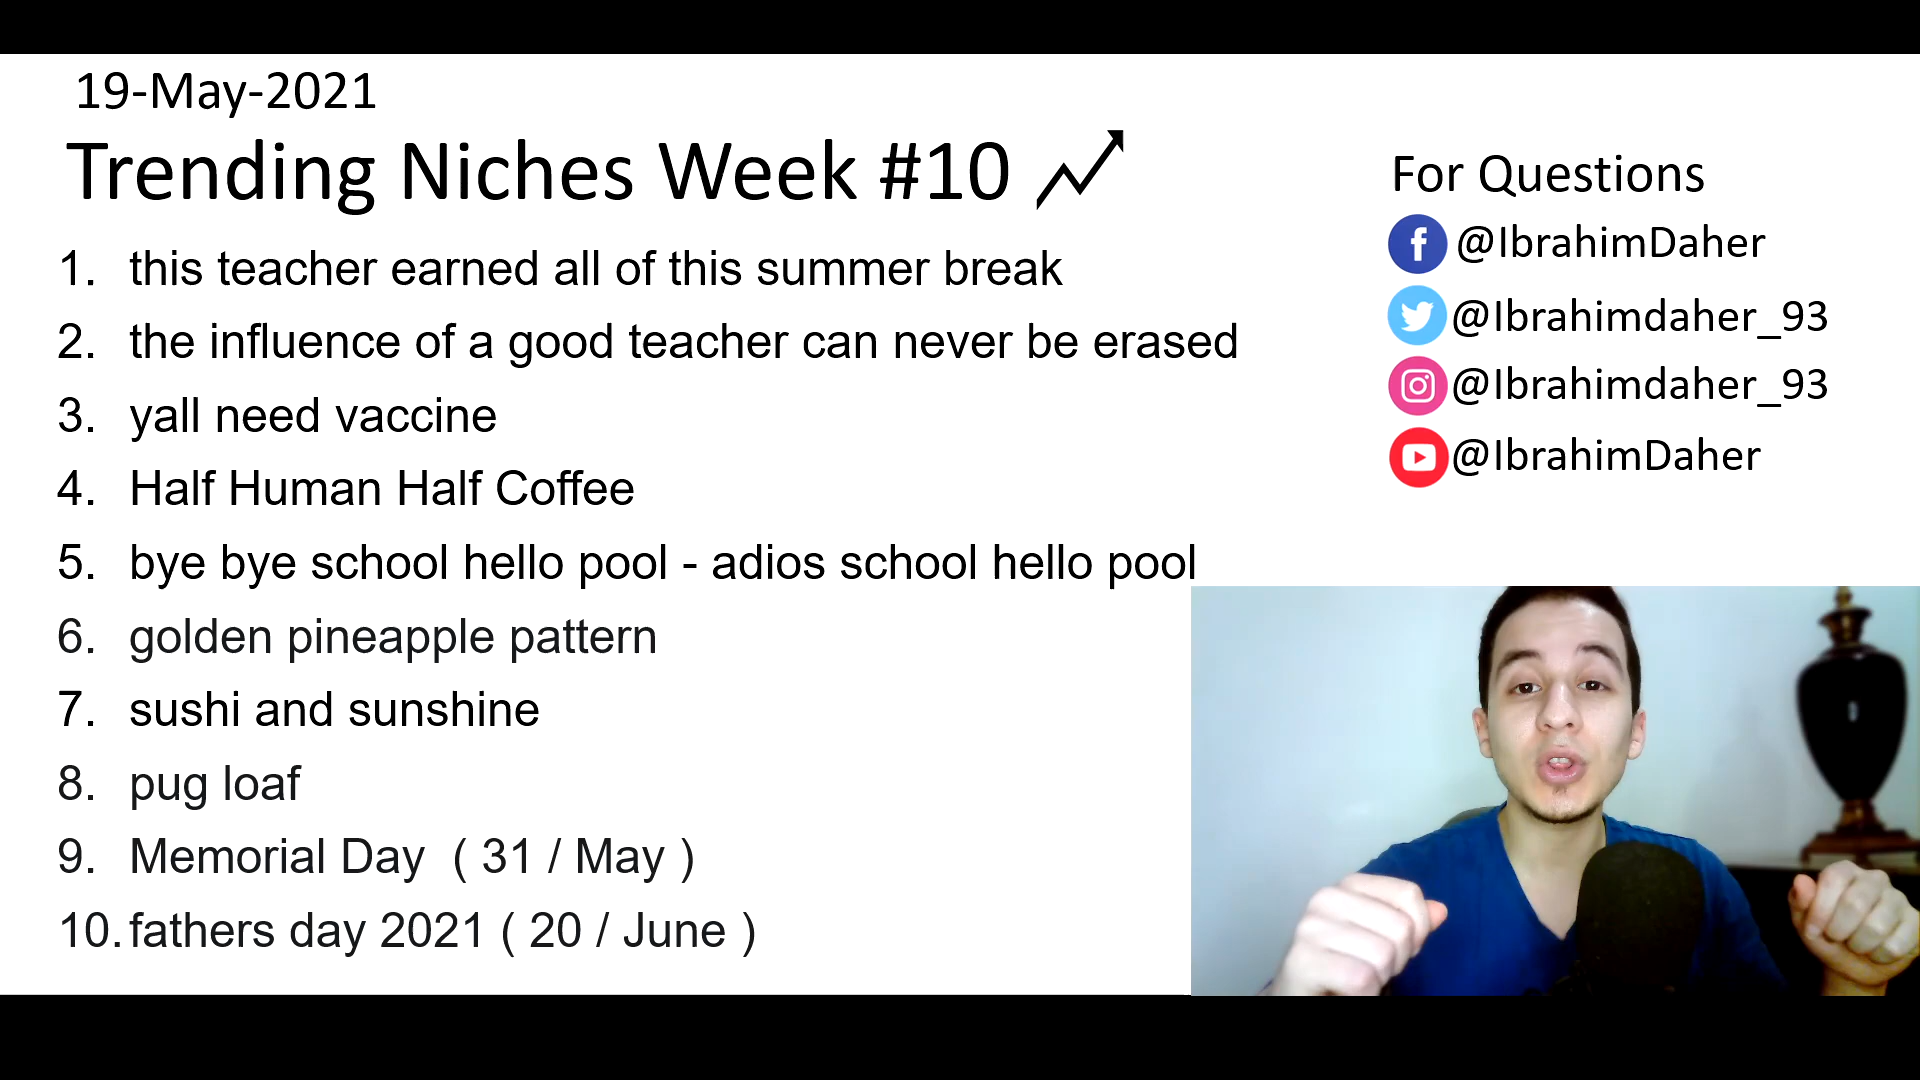 19-May-2021
Trending Niches Week #10
1. this teacher earned all of this summer break
2. the influence of a good teacher can never be erased
3. yall need vaccine
4. Half Human Half Coffee
5. bye bye school hello pool - adios school hello pool
6. golden pineapple pattern
7. sushi and sunshine
8. pug loaf
9. Memorial Day ( 31 / May )
10. fathers day 2021 ( 20 / June )
For Questions
@IbrahimDaher
@Ibrahimdaher_93
@Ibrahimdaher_93
@IbrahimDaher